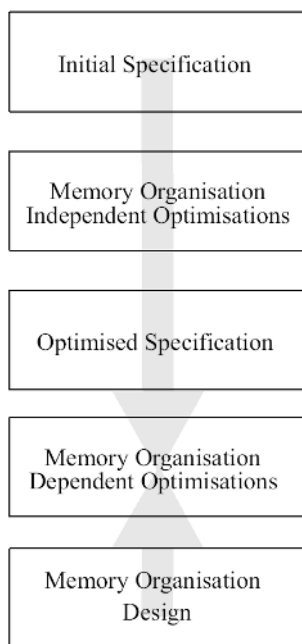 Initial Specification
Memory Organisation
Independent Optimisations
Optimised Specification
Memory Organisation
Dependent Optimisations
Memory Organisation
Design